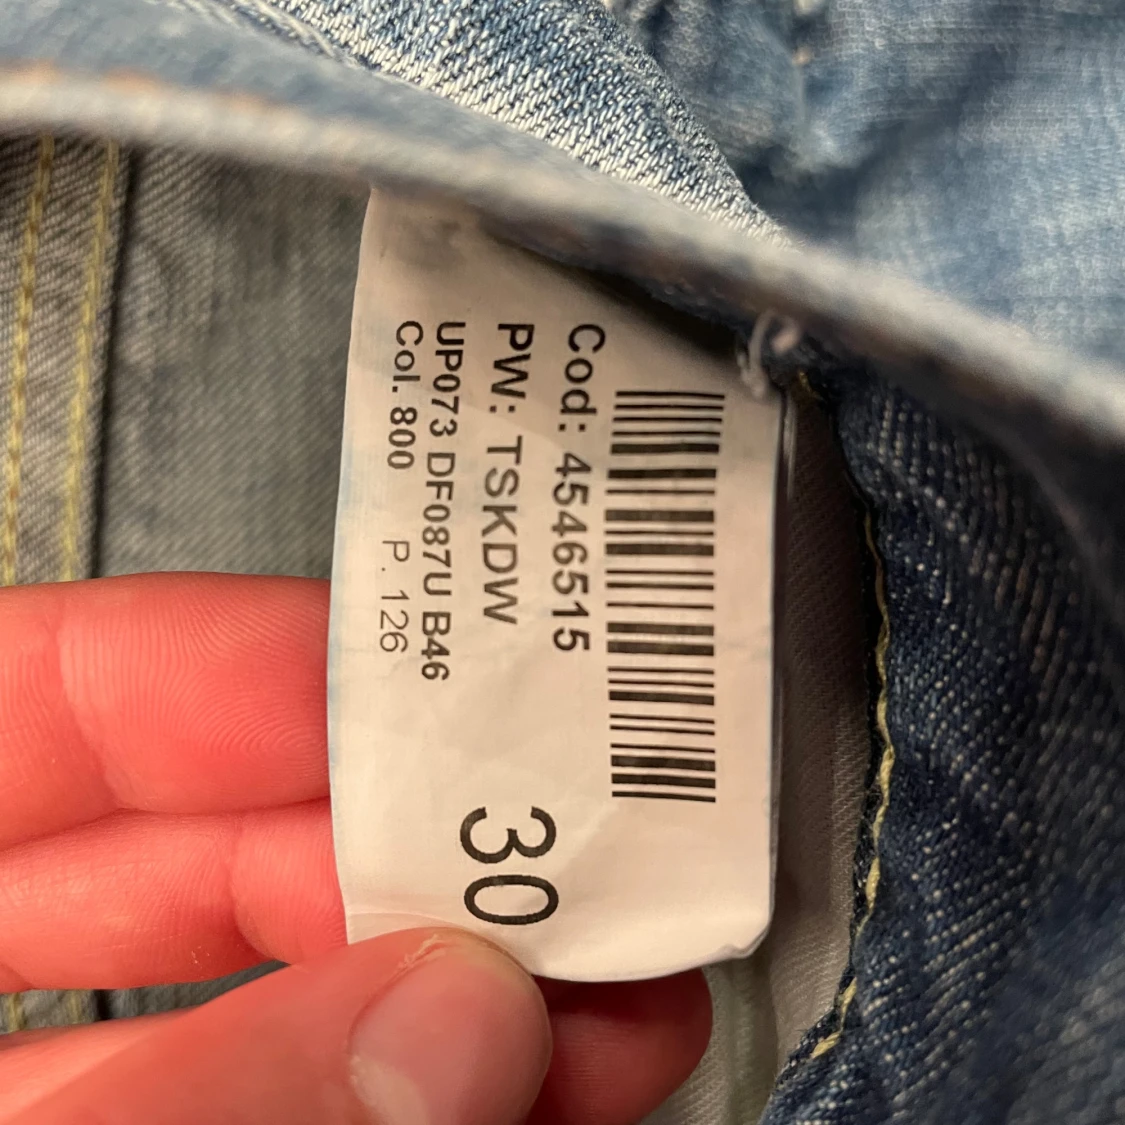 Cod: 4546515
PW: TSKDW
UP073 DF087U B46
Col. 800 P. 126
30